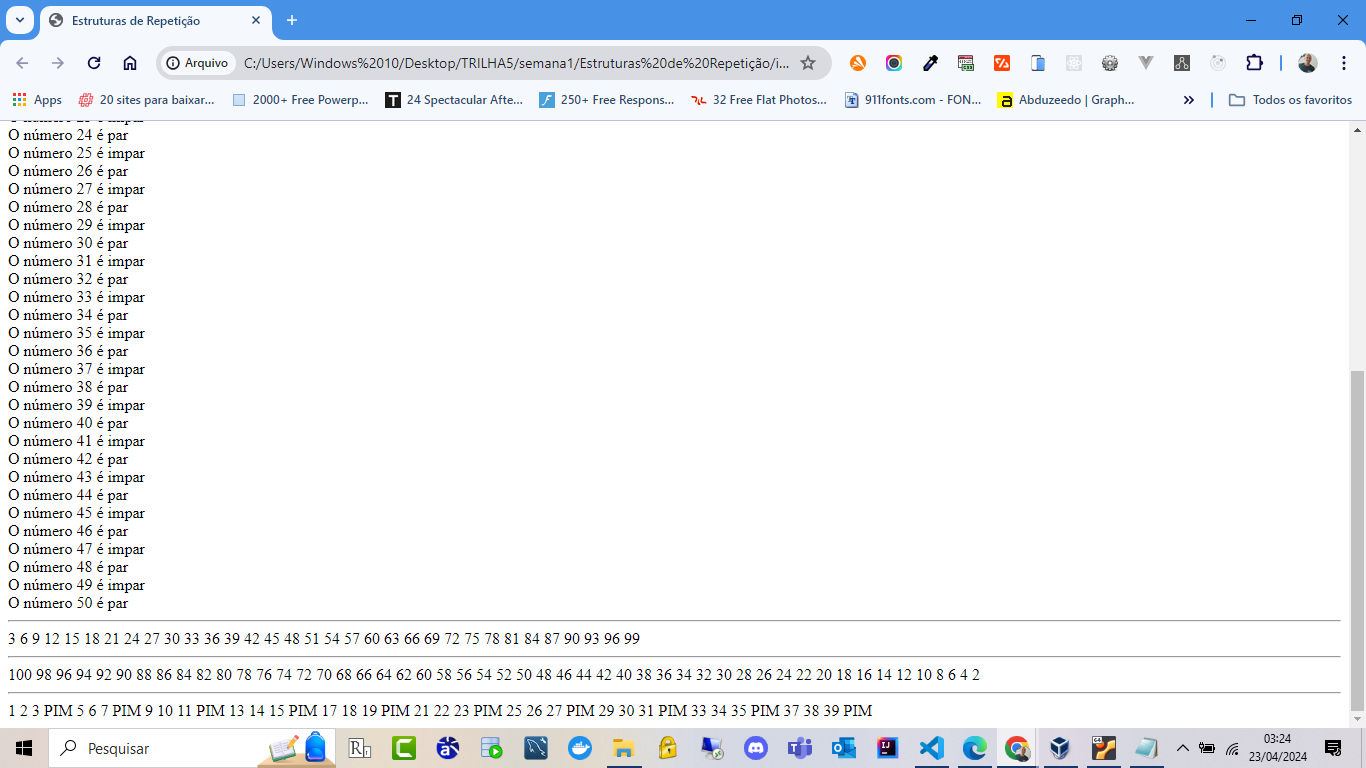 Estruturas de Repetição
Arquivo
C:/Users/Windows%2010/Desktop/TRILHA5/semana1/Estruturas%20de%20Repetição/i...
Apps
20 sites para baixar...
2000+ Free Powerp...
24 Spectacular Afte...
250+ Free Respons...
32 Free Flat Photos...
911fonts.com - FON...
Abduzeedo | Graph...
Todos os favoritos
O número 24 é par
O número 25 é impar
O número 26 é par
O número 27 é impar
O número 28 é par
O número 29 é impar
O número 30 é par
O número 31 é impar
O número 32 é par
O número 33 é impar
O número 34 é par
O número 35 é impar
O número 36 é par
O número 37 é impar
O número 38 é par
O número 39 é impar
O número 40 é par
O número 41 é impar
O número 42 é par
O número 43 é impar
O número 44 é par
O número 45 é impar
O número 46 é par
O número 47 é impar
O número 48 é par
O número 49 é impar
O número 50 é par
3 6 9 12 15 18 21 24 27 30 33 36 39 42 45 48 51 54 57 60 63 66 69 72 75 78 81 84 87 90 93 96 99
100 98 96 94 92 90 88 86 84 82 80 78 76 74 72 70 68 66 64 62 60 58 56 54 52 50 48 46 44 42 40 38 36 34 32 30 28 26 24 22 20 18 16 14 12 10 8 6 4 2
1 2 3 PIM 5 6 7 PIM 9 10 11 PIM 13 14 15 PIM 17 18 19 PIM 21 22 23 PIM 25 26 27 PIM 29 30 31 PIM 33 34 35 PIM 37 38 39 PIM
Pesquisar
03:24
23/04/2024